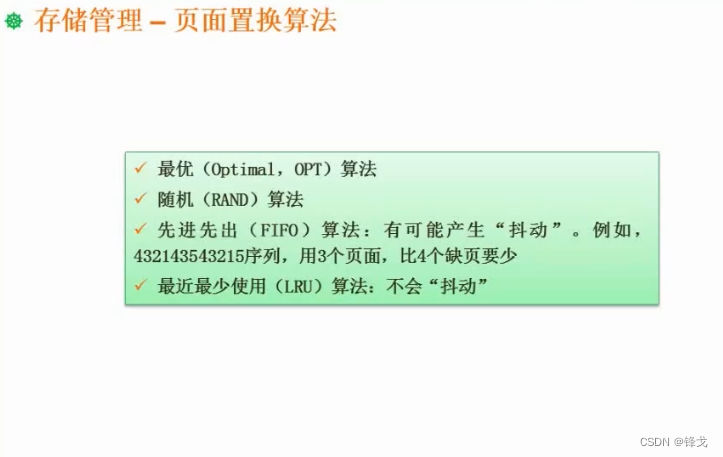 存储管理 – 页面置换算法
✓ 最优（Optimal，OPT）算法
✓ 随机（RAND）算法
✓ 先进先出（FIFO）算法：有可能产生“抖动”。例如，
432143543215序列，用3个页面，比4个缺页要少
✓ 最近最少使用（LRU）算法：不会“抖动”
CSDN @锋戈